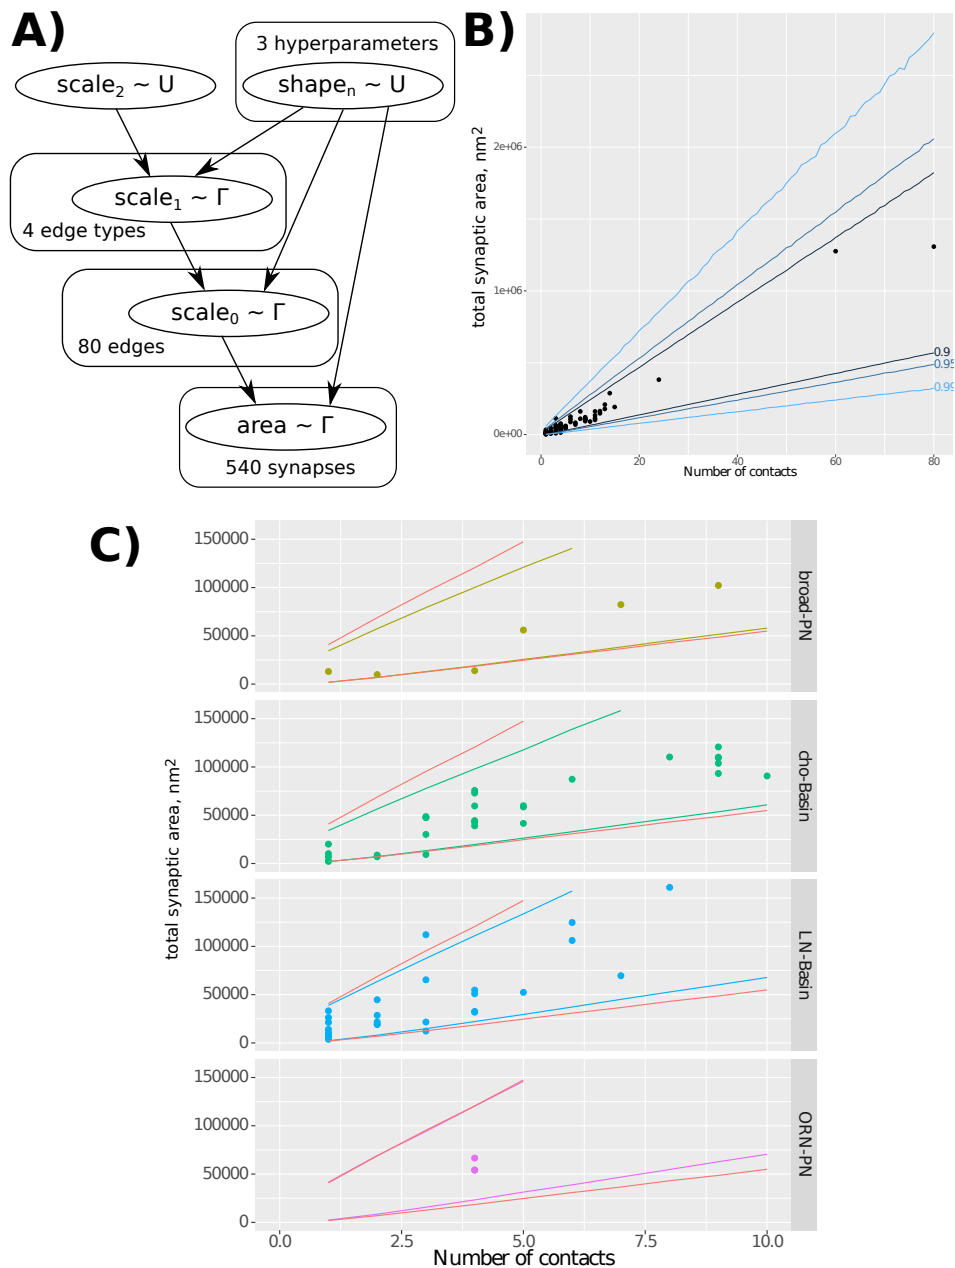 A)
3 hyperparameters
scale2 ~ U
shapen ~ U
scale1 ~ Γ
4 edge types
scale0 ~ Γ
80 edges
area ~ Γ
540 synapses
B)
total synaptic area, nm2
2e+06
1e+06
0e+00
0.9
0.95
0.99
0 20 40 60 80
Number of contacts
C)
total synaptic area, nm2
150000
100000
50000
0
broad-PN
150000
100000
50000
0
cho-Basin
150000
100000
50000
0
LN-Basin
150000
100000
50000
0
ORN-PN
0.0 2.5 5.0 7.5 10.0
Number of contacts